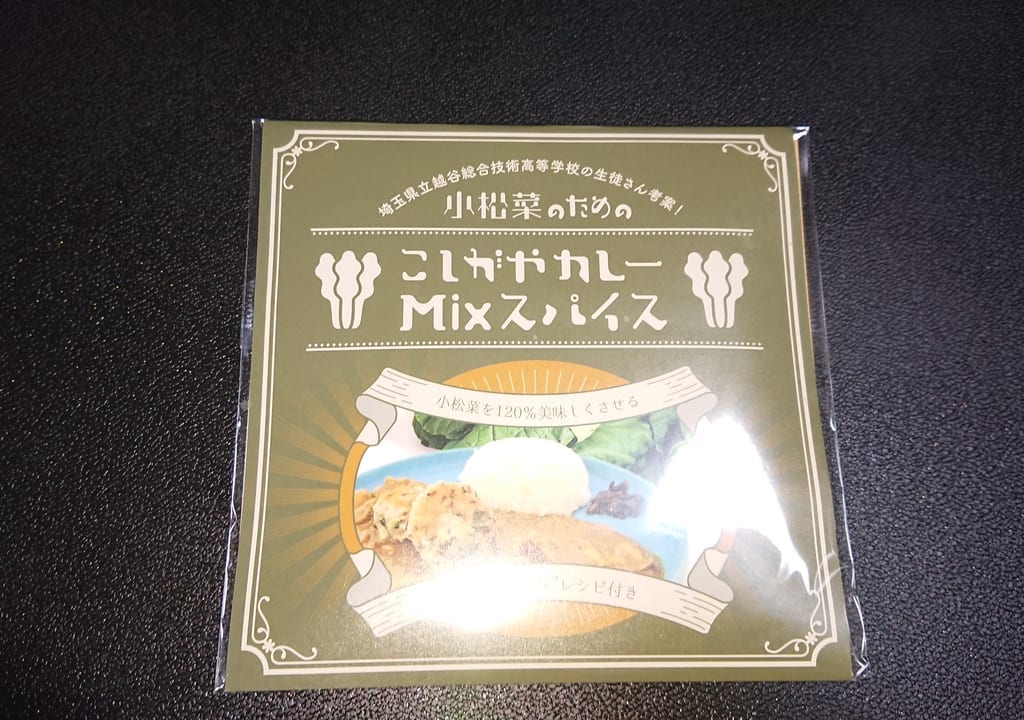 埼玉県立越谷総合技術高等学校の生徒さん考案!
小松菜のための
こしがやカレー
Mixスパイス
小松菜を120%美味しくさせる
レシピ付き